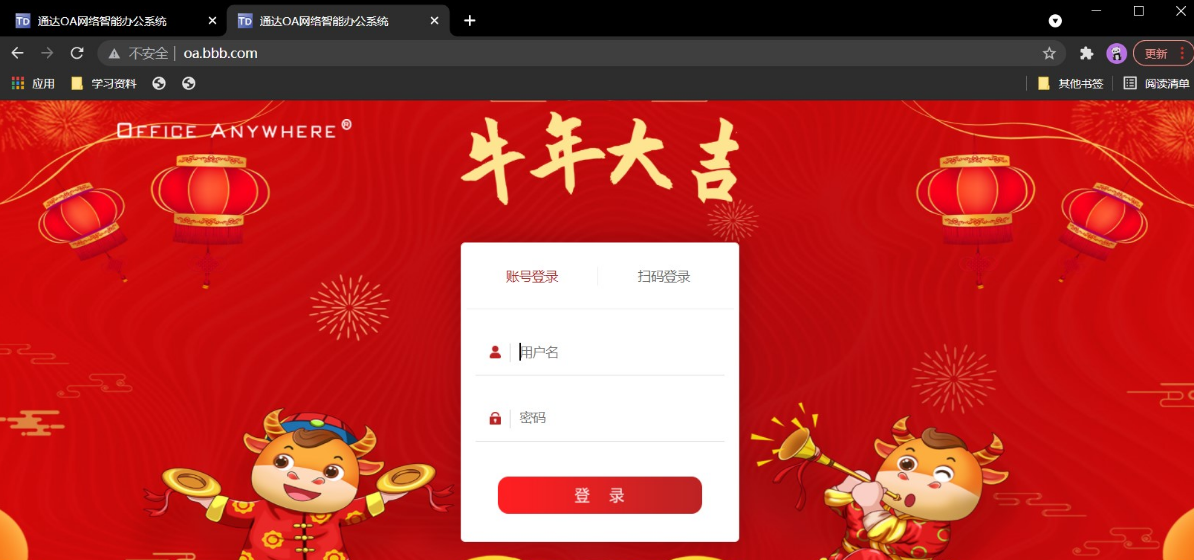 通达OA网络智能办公系统
通达OA网络智能办公系统
不安全 oa.bbb.com
更新
应用 学习资料 其他书签 阅读清单
OFFICE ANYWHERE®
牛年大吉
账号登录 扫码登录
用户名
密码
登 录